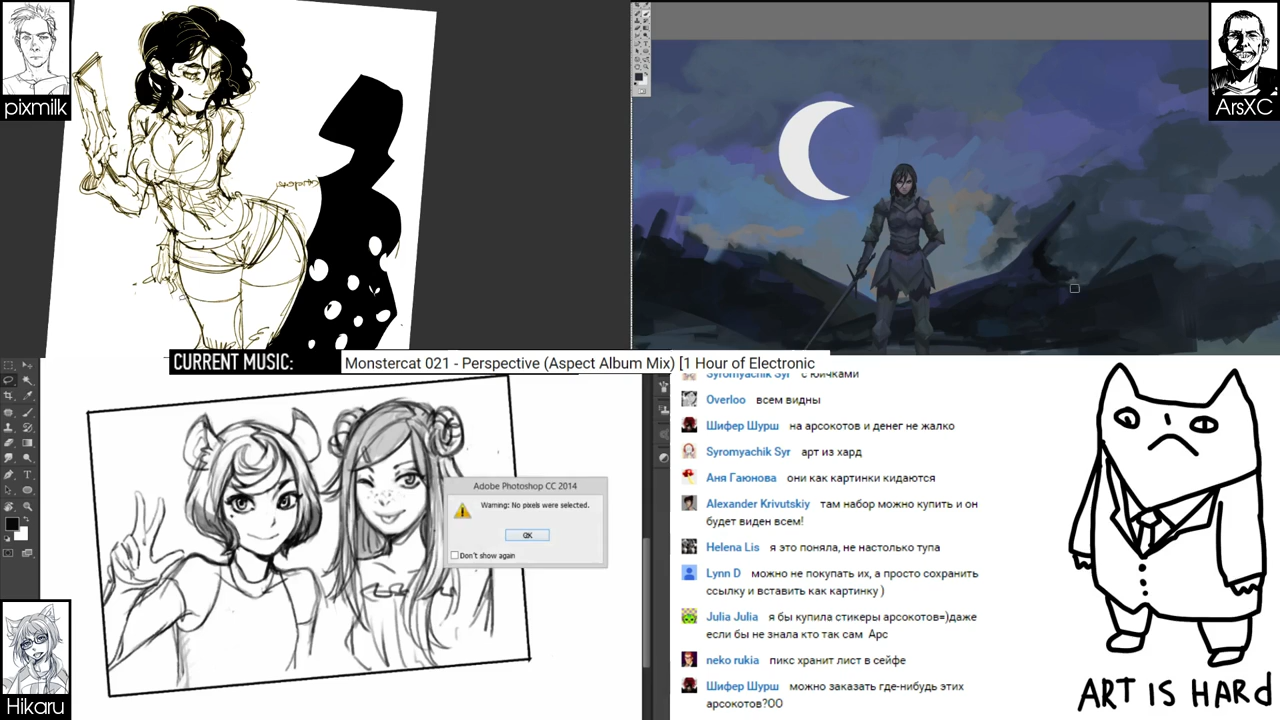 pixmilk
ArsXC
CURRENT MUSIC:
Monstercat 021 - Perspective (Aspect Album Mix) [1 Hour of Electronic
Adobe Photoshop CC 2014
Warning: No pixels were selected.
OK
Don't show again
Hikaru
Syromyachik Syr
Overloo всем видны
Шифер Шурш на арсокотов и денег не жалко
Syromyachik Syr арт из хард
Аня Гаюнова они как картинки кидаются
Alexander Krivutskiy там набор можно купить и он
будет виден всем!
Helena Lis я это поняла, не настолько тупа
Lynn D можно не покупать их, а просто сохранить
ссылку и вставить как картинку )
Julia Julia я бы купила стикеры арсокотов=)даже
если бы не знала кто так сам Арс
neko rukia пикс хранит лист в сейфе
Шифер Шурш можно заказать где-нибудь этих
арсокотов?00
ART IS HARd